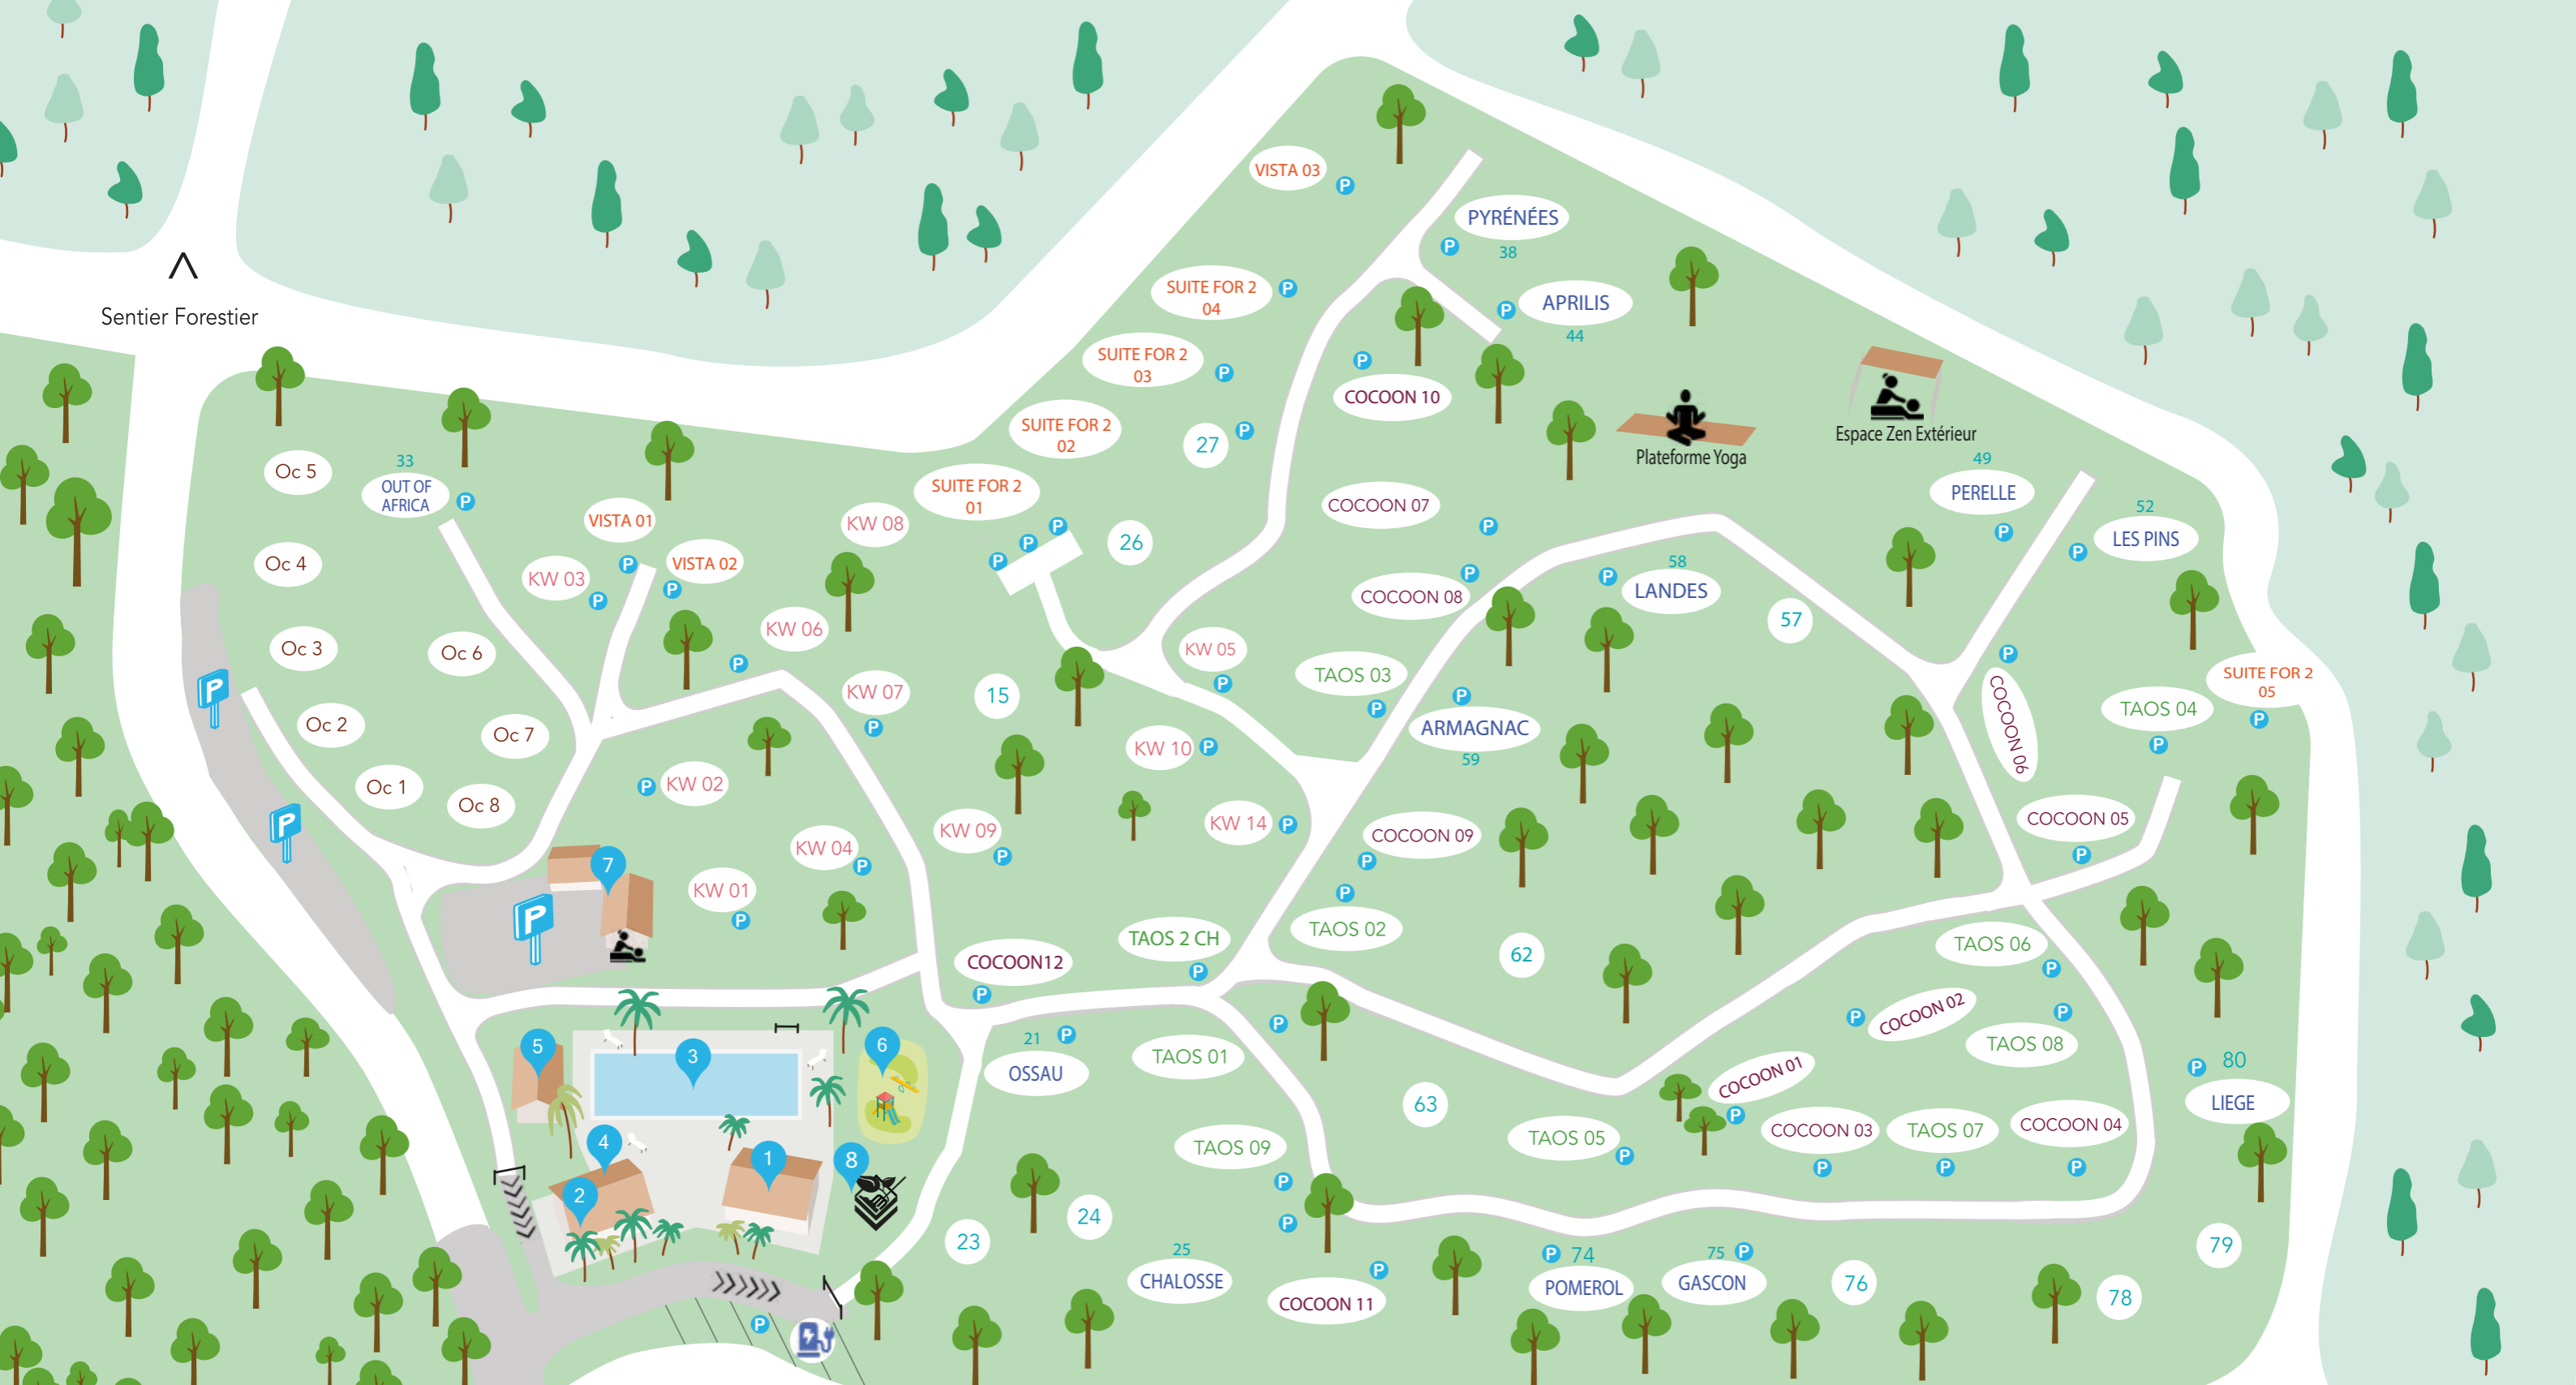 VISTA 03
P
PYRÉNÉES
P
38
SUITE FOR 2
04
P
APRILIS
P
44
Sentier Forestier
SUITE FOR 2
03
P
P
COCOON 10
SUITE FOR 2
02
27
P
Plateforme Yoga
Espace Zen Extérieur
Oc 5
33
OUT OF
AFRICA
P
SUITE FOR 2
01
P
P
P
26
COCOON 07
P
49
PERELLE
P
52
LES PINS
P
VISTA 01
P
VISTA 02
P
KW 08
Oc 4
KW 03
P
COCOON 08
P
58
LANDES
P
57
Oc 3
Oc 6
KW 06
P
KW 05
P
TAOS 03
P
P
COCOON 06
SUITE FOR 2
05
P
P
Oc 2
Oc 7
KW 07
P
15
KW 10
P
P
ARMAGNAC
59
TAOS 04
P
Oc 1
Oc 8
P
KW 02
P
KW 04
P
KW 09
P
KW 14
P
COCOON 09
P
COCOON 05
P
7
P
KW 01
P
COCOON12
P
TAOS 2 CH
P
P
TAOS 02
62
TAOS 06
P
P
COCOON 02
P
TAOS 08
5
3
6
21
P
OSSAU
TAOS 01
P
63
COCOON 01
P
P
80
LIEGE
4
1
8
2
TAOS 09
P
TAOS 05
P
COCOON 03
P
TAOS 07
P
COCOON 04
P
23
24
25
CHALOSSE
P
COCOON 11
P
P
74
POMEROL
75
P
GASCON
76
78
79
P